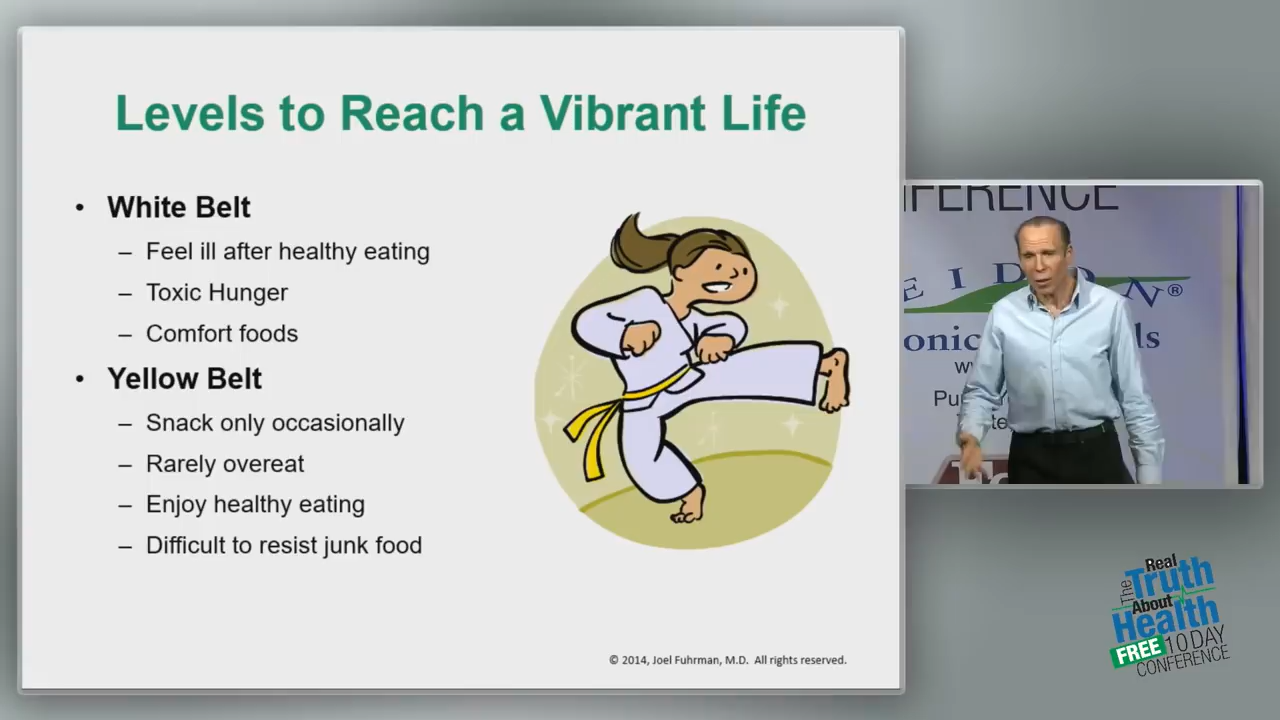 Levels to Reach a Vibrant Life
• White Belt
– Feel ill after healthy eating
– Toxic Hunger
– Comfort foods
• Yellow Belt
– Snack only occasionally
– Rarely overeat
– Enjoy healthy eating
– Difficult to resist junk food
© 2014, Joel Fuhrman, M.D. All rights reserved.
EIDON®
The Real
Truth
About
Health
FREE 10 DAY
CONFERENCE